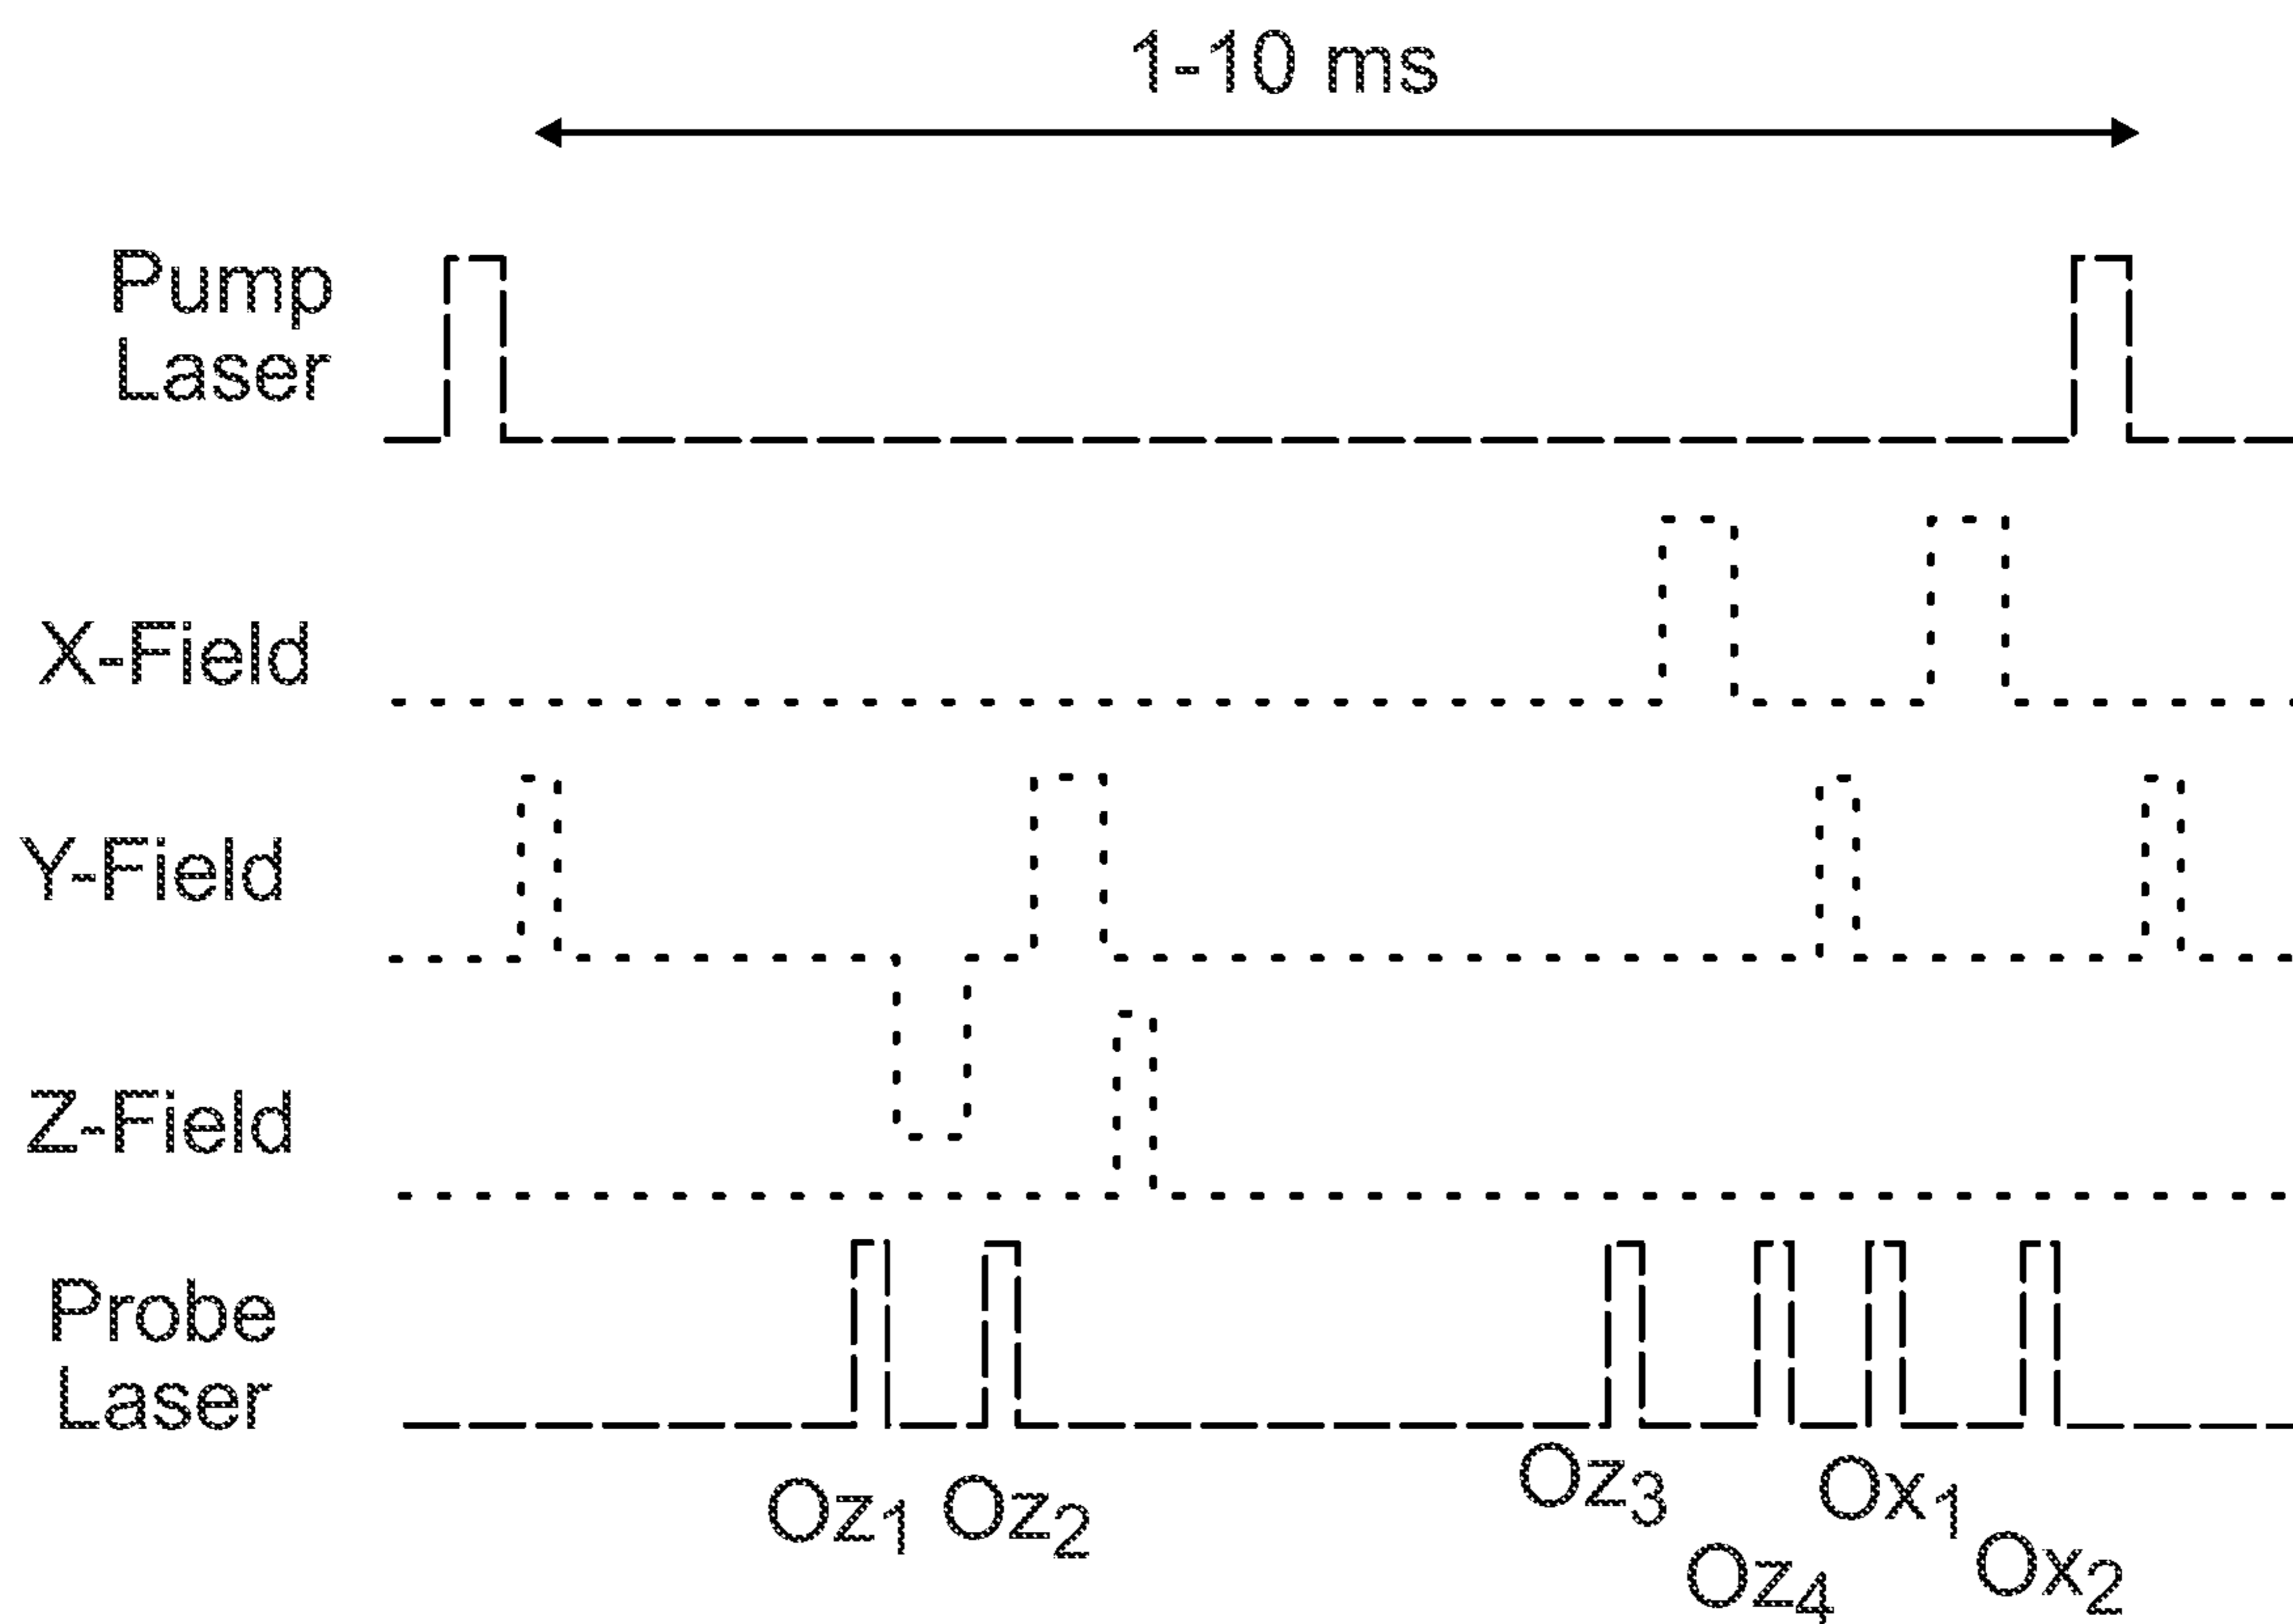 1-10 ms
Pump
Laser
X-Field
Y-Field
Z-Field
Probe
Laser
Oz1 Oz2 Oz3 Oz4 Ox1 Ox2